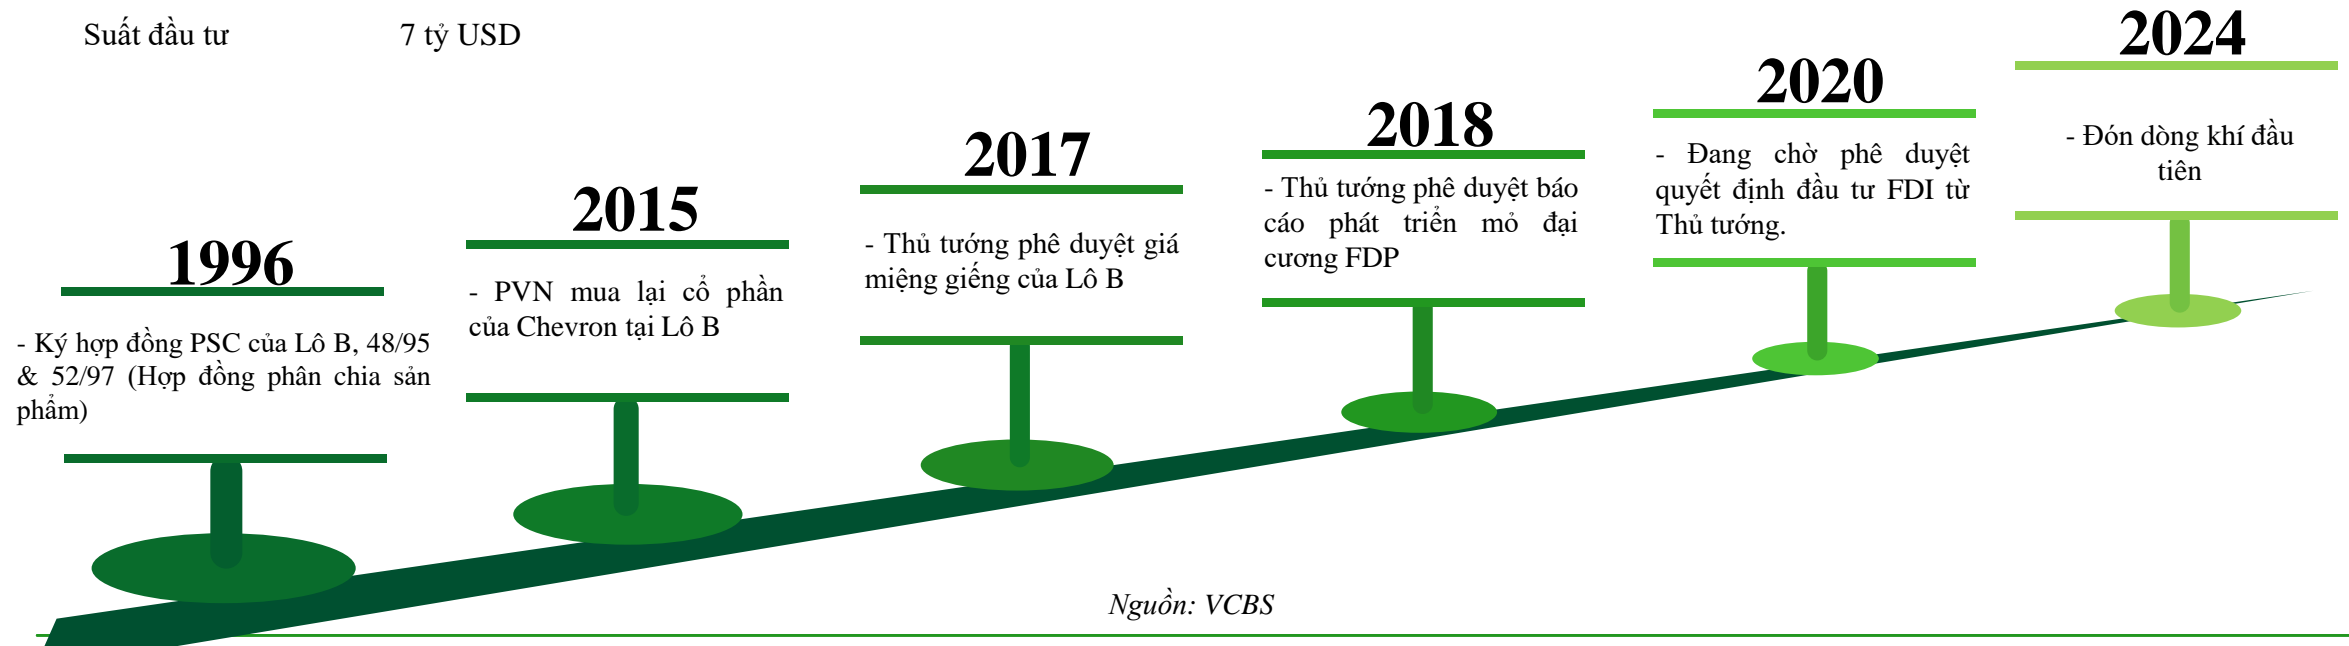 Suất đầu tư 7 tỷ USD
1996
- Ký hợp đồng PSC của Lô B, 48/95
& 52/97 (Hợp đồng phân chia sản
phẩm)
2015
- PVN mua lại cổ phần
của Chevron tại Lô B
2017
- Thủ tướng phê duyệt giá
miệng giếng của Lô B
2018
- Thủ tướng phê duyệt báo
cáo phát triển mỏ đại
cương FDP
2020
- Đang chờ phê duyệt
quyết định đầu tư FDI từ
Thủ tướng.
2024
- Đón dòng khí đầu
tiên
Nguồn: VCBS